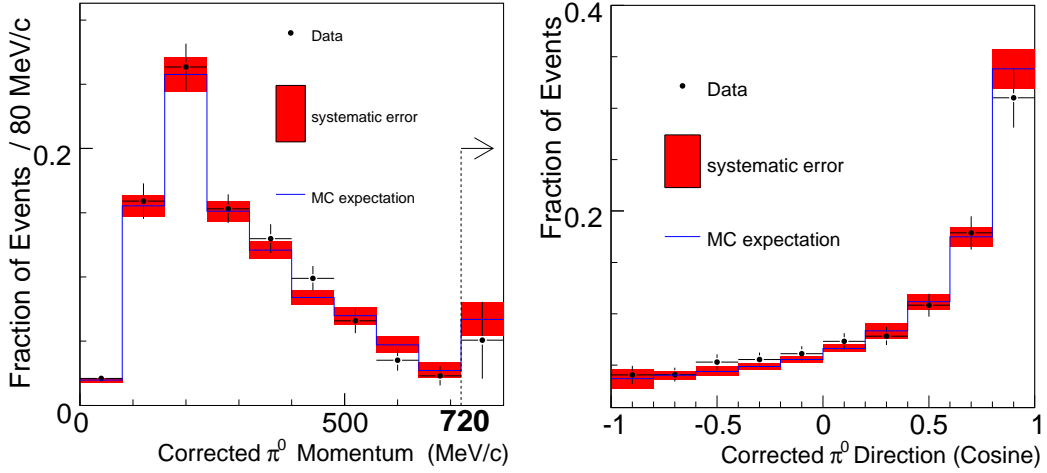 Fraction of Events / 80 MeV/c
0.2
0
Data
systematic error
MC expectation
0
500
720
Corrected π⁰ Momentum (MeV/c)
Fraction of Events
0.4
0.2
Data
systematic error
MC expectation
-1
-0.5
0
0.5
1
Corrected π⁰ Direction (Cosine)